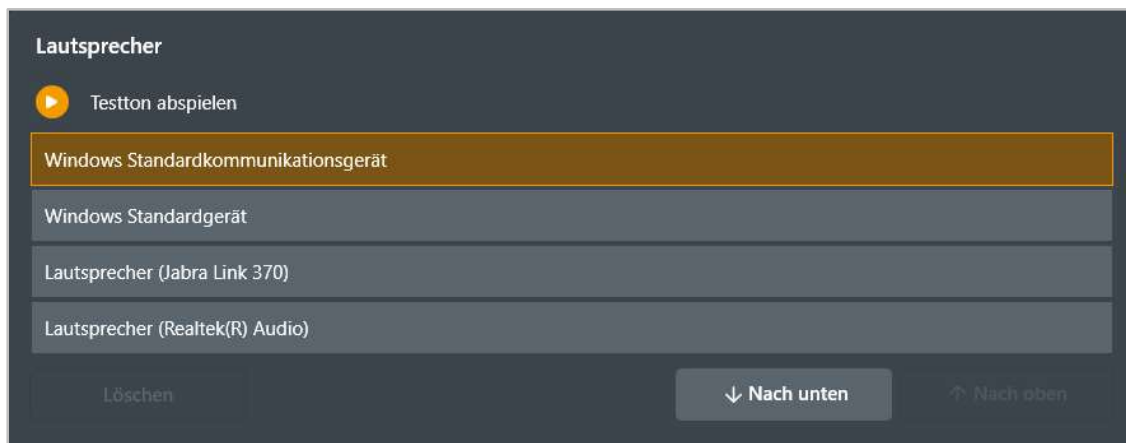 Lautsprecher
Testton abspielen
Windows Standardkommunikationsgerät
Windows Standardgerät
Lautsprecher (Jabra Link 370)
Lautsprecher (Realtek(R) Audio)
Löschen
↓ Nach unten
↑ Nach oben